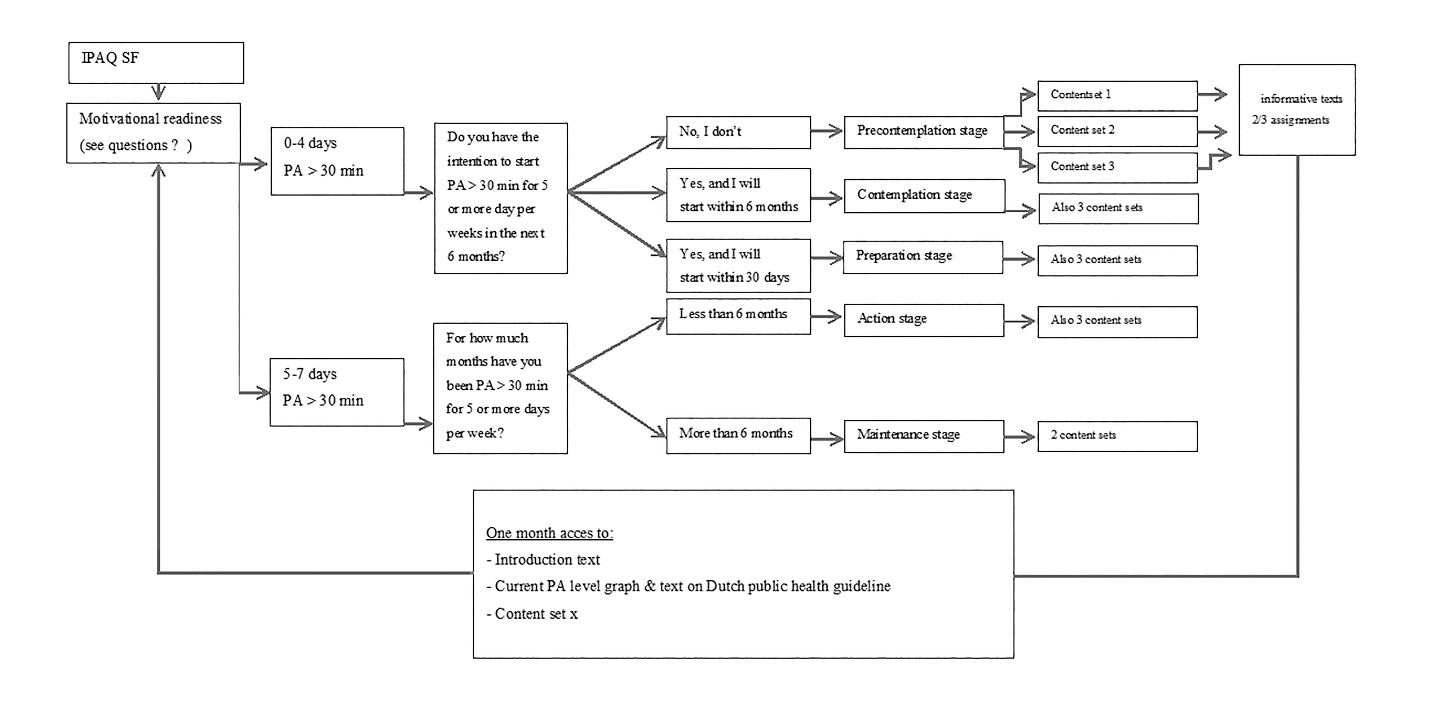 IPAQ SF
Motivational readiness
(see questions ? )
0-4 days
PA > 30 min
Do you have the
intention to start
PA > 30 min for 5
or more day per
weeks in the next
6 months?
No, I don't
Precontemplation stage
Contentset 1
Content set 2
Content set 3
informative texts
2/3 assignments
Yes, and I will
start within 6 months
Contemplation stage
Also 3 content sets
Yes, and I will
start within 30 days
Preparation stage
Also 3 content sets
5-7 days
PA > 30 min
For how much
months have you
been PA > 30 min
for 5 or more days
per week?
Less than 6 months
Action stage
Also 3 content sets
More than 6 months
Maintenance stage
2 content sets
One month acces to:
- Introduction text
- Current PA level graph & text on Dutch public health guideline
- Content set x